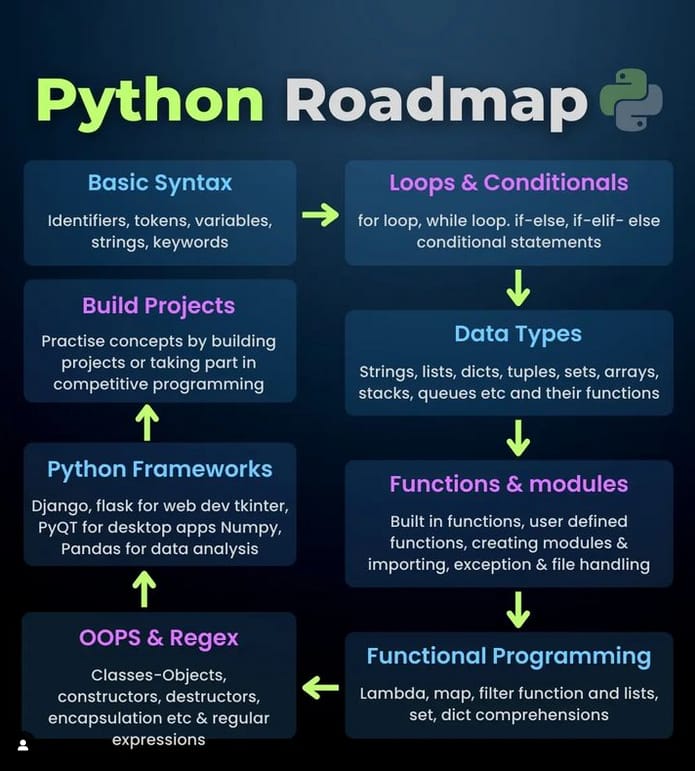 Python Roadmap
Basic Syntax
Identifiers, tokens, variables,
strings, keywords
Loops & Conditionals
for loop, while loop. if-else, if-elif- else
conditional statements
Data Types
Strings, lists, dicts, tuples, sets, arrays,
stacks, queues etc and their functions
Functions & modules
Built in functions, user defined
functions, creating modules &
importing, exception & file handling
Functional Programming
Lambda, map, filter function and lists,
set, dict comprehensions
OOPS & Regex
Classes-Objects,
constructors, destructors,
encapsulation etc & regular
expressions
Python Frameworks
Django, flask for web dev tkinter,
PyQT for desktop apps Numpy,
Pandas for data analysis
Build Projects
Practise concepts by building
projects or taking part in
competitive programming